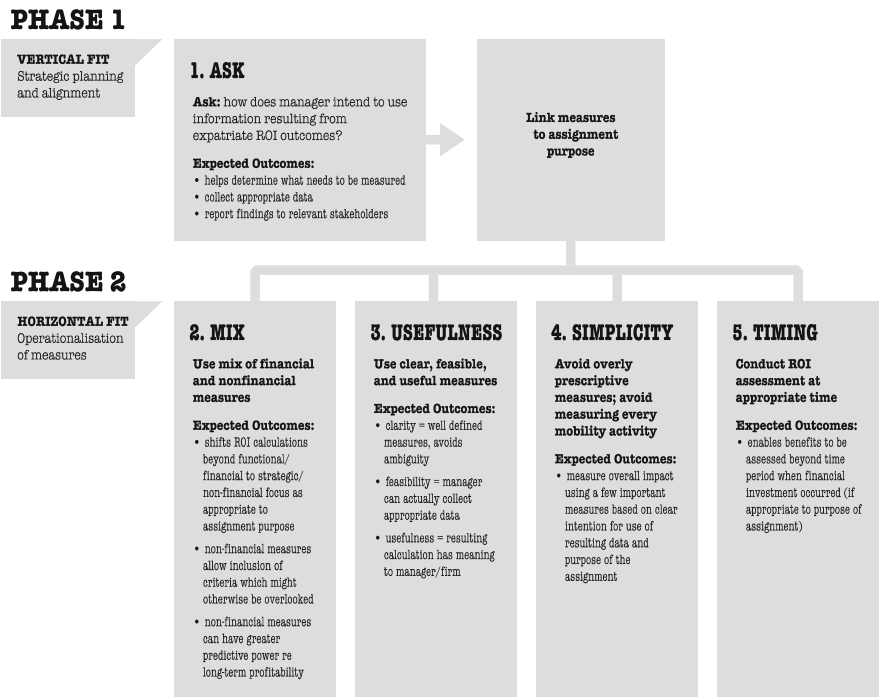 PHASE 1
VERTICAL FIT
Strategic planning
and alignment
1. ASK
Ask: how does manager intend to use
information resulting from
expatriate ROI outcomes?
Expected Outcomes:
• helps determine what needs to be measured
• collect appropriate data
• report findings to relevant stakeholders
Link measures
to assignment
purpose
PHASE 2
HORIZONTAL FIT
Operationalisation
of measures
2. MIX
Use mix of financial
and nonfinancial
measures
Expected Outcomes:
• shifts ROI calculations
beyond functional/
financial to strategic/
non-financial focus as
appropriate to
assignment purpose
• non-financial measures
allow inclusion of
criteria which might
otherwise be overlooked
• non-financial measures
can have greater
predictive power re
long-term profitability
3. USEFULNESS
Use clear, feasible,
and useful measures
Expected Outcomes:
• clarity = well defined
measures, avoids
ambiguity
• feasibility = manager
can actually collect
appropriate data
• usefulness = resulting
calculation has meaning
to manager/firm
4. SIMPLICITY
Avoid overly
prescriptive
measures; avoid
measuring every
mobility activity
Expected Outcomes:
• measure overall impact
using a few important
measures based on clear
intention for use of
resulting data and
purpose of the
assignment
5. TIMING
Conduct ROI
assessment at
appropriate time
Expected Outcomes:
• enables benefits to be
assessed beyond time
period when financial
investment occurred (if
appropriate to purpose of
assignment)